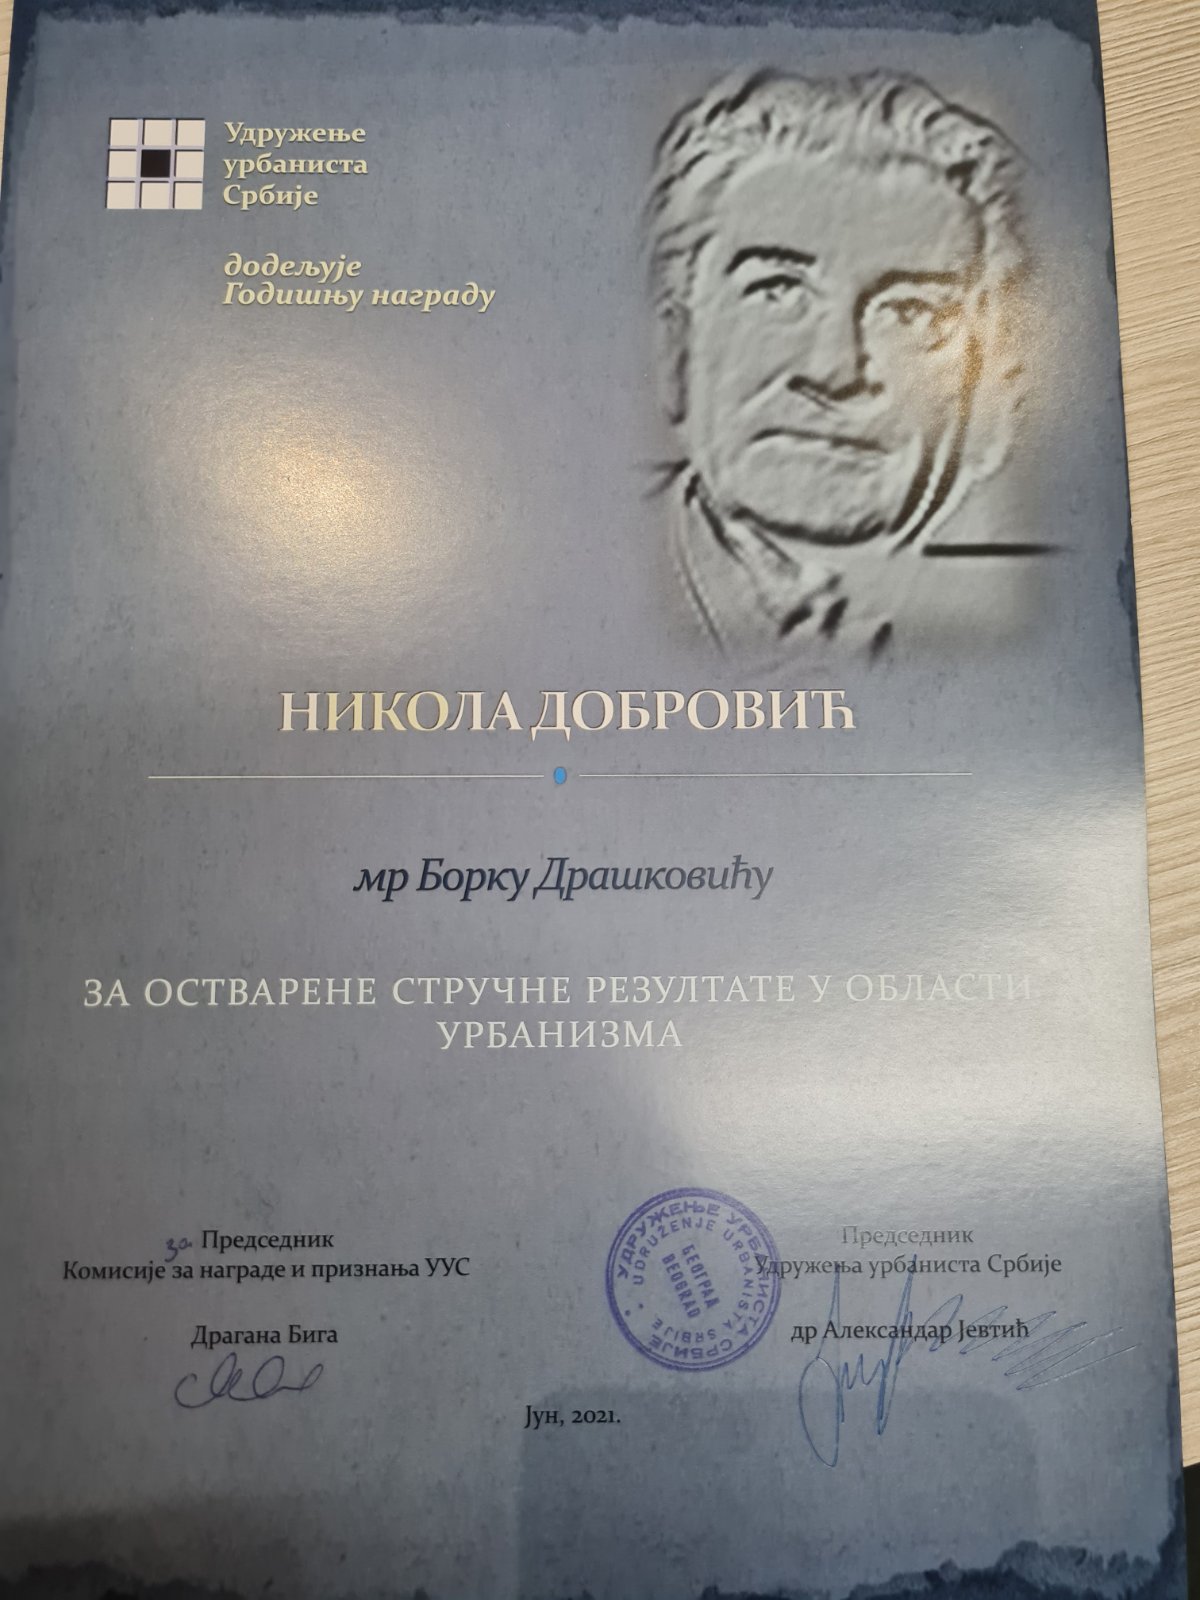 Удружење
урбаниста
Србије
додељује
Годишњу награду
НИКОЛА ДОБРОВИЋ
мр Борку Драшковићу
ЗА ОСТВАРЕНЕ СТРУЧНЕ РЕЗУЛТАТЕ У ОБЛАСТИ
УРБАНИЗМА
за Председник
Комисије за награде и признања УУС
Драгана Бига
УДРУЖЕЊЕ УРБАНИСТА СРБИЈЕ
UDRUŽENJE URBANISTA SRBIJE
БЕОГРАД
BEOGRAD
Председник
Удружења урбаниста Србије
др Александар Јевтић
Јун, 2021.